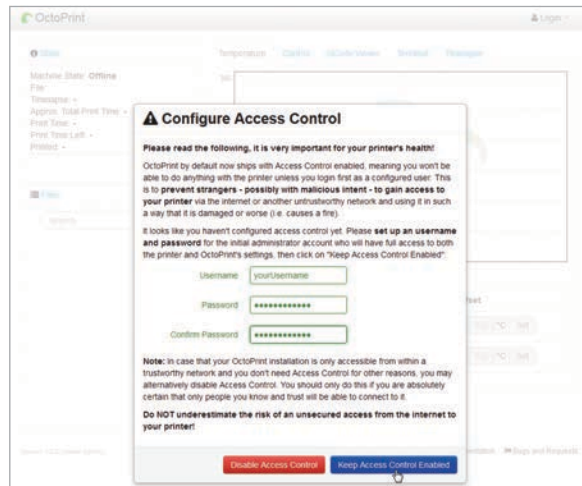 OctoPrint
Login
State
Temperature Control GCode Viewer Terminal Timelapse
Machine State: Offline
File:
Timelapse: -
Approx. Total Print Time: -
Print Time: -
Print Time Left: -
Printed: -
Files
Configure Access Control
Please read the following, it is very important for your printer's health!
OctoPrint by default now ships with Access Control enabled, meaning you won't be
able to do anything with the printer unless you login first as a configured user. This
is to prevent strangers - possibly with malicious intent - to gain access to
your printer via the internet or another untrustworthy network and using it in such
a way that it is damaged or worse (i.e. causes a fire).
It looks like you haven't configured access control yet. Please set up an username
and password for the initial administrator account who will have full access to both
the printer and OctoPrint's settings, then click on "Keep Access Control Enabled":
Username yourUsername
Password ••••••••••••
Confirm Password ••••••••••••
Note: In case that your OctoPrint installation is only accessible from within a
trustworthy network and you don't need Access Control for other reasons, you may
alternatively disable Access Control. You should only do this if you are absolutely
certain that only people you know and trust will be able to connect to it.
Do NOT underestimate the risk of an unsecured access from the internet to
your printer!
Disable Access Control Keep Access Control Enabled
Bugs and Requests